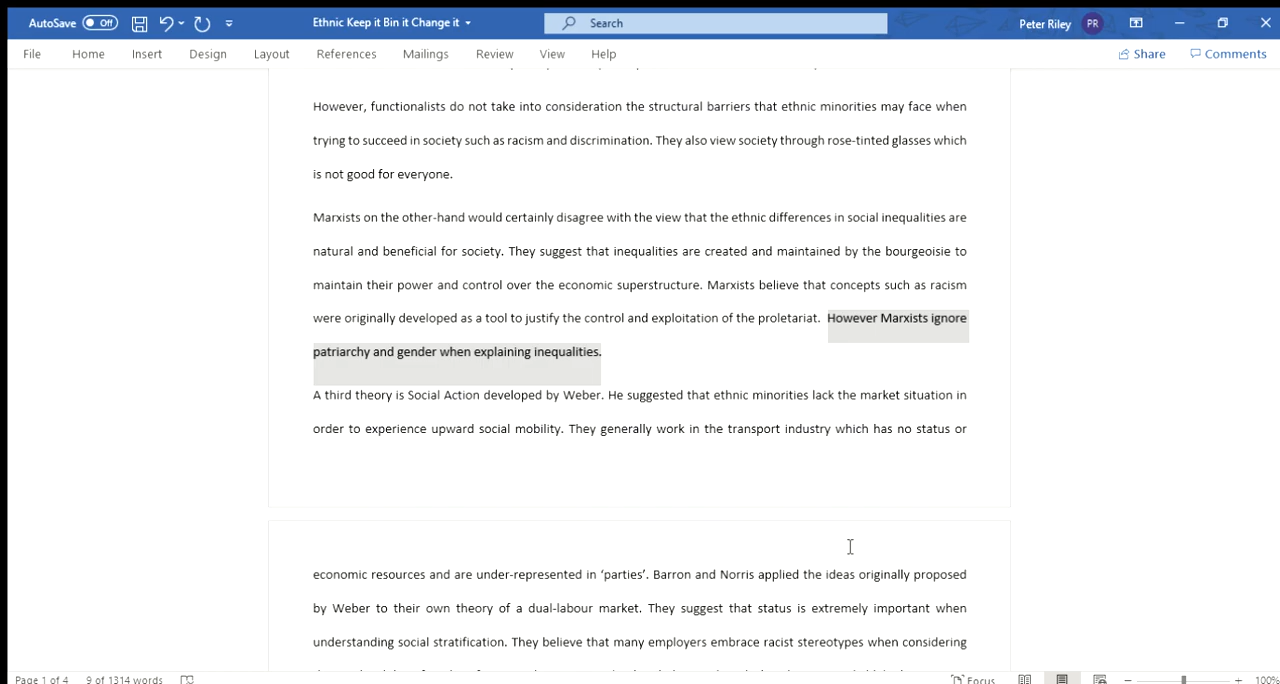 AutoSave Off Ethnic Keep it Bin it Change it Search Peter Riley PR
File Home Insert Design Layout References Mailings Review View Help Share Comments
However, functionalists do not take into consideration the structural barriers that ethnic minorities may face when
trying to succeed in society such as racism and discrimination. They also view society through rose-tinted glasses which
is not good for everyone.
Marxists on the other-hand would certainly disagree with the view that the ethnic differences in social inequalities are
natural and beneficial for society. They suggest that inequalities are created and maintained by the bourgeoisie to
maintain their power and control over the economic superstructure. Marxists believe that concepts such as racism
were originally developed as a tool to justify the control and exploitation of the proletariat. However Marxists ignore
patriarchy and gender when explaining inequalities.
A third theory is Social Action developed by Weber. He suggested that ethnic minorities lack the market situation in
order to experience upward social mobility. They generally work in the transport industry which has no status or
economic resources and are under-represented in ‘parties’. Barron and Norris applied the ideas originally proposed
by Weber to their own theory of a dual-labour market. They suggest that status is extremely important when
understanding social stratification. They believe that many employers embrace racist stereotypes when considering
Page 1 of 4 9 of 1314 words Focus 100%